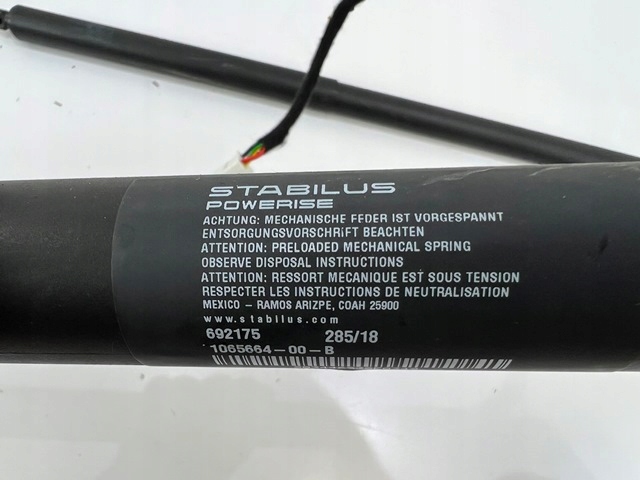 STABILUS
POWERISE
ACHTUNG: MECHANISCHE FEDER IST VORGESPANNT
ENTSORGUNGSVORSCHRIFT BEACHTEN
ATTENTION: PRELOADED MECHANICAL SPRING
OBSERVE DISPOSAL INSTRUCTIONS
ATTENTION: RESSORT MECANIQUE EST SOUS TENSION
RESPECTER LES INSTRUCTIONS DE NEUTRALISATION
MEXICO – RAMOS ARIZPE, COAH 25900
www.stabilus.com
692175 285/18
1065664-00-B